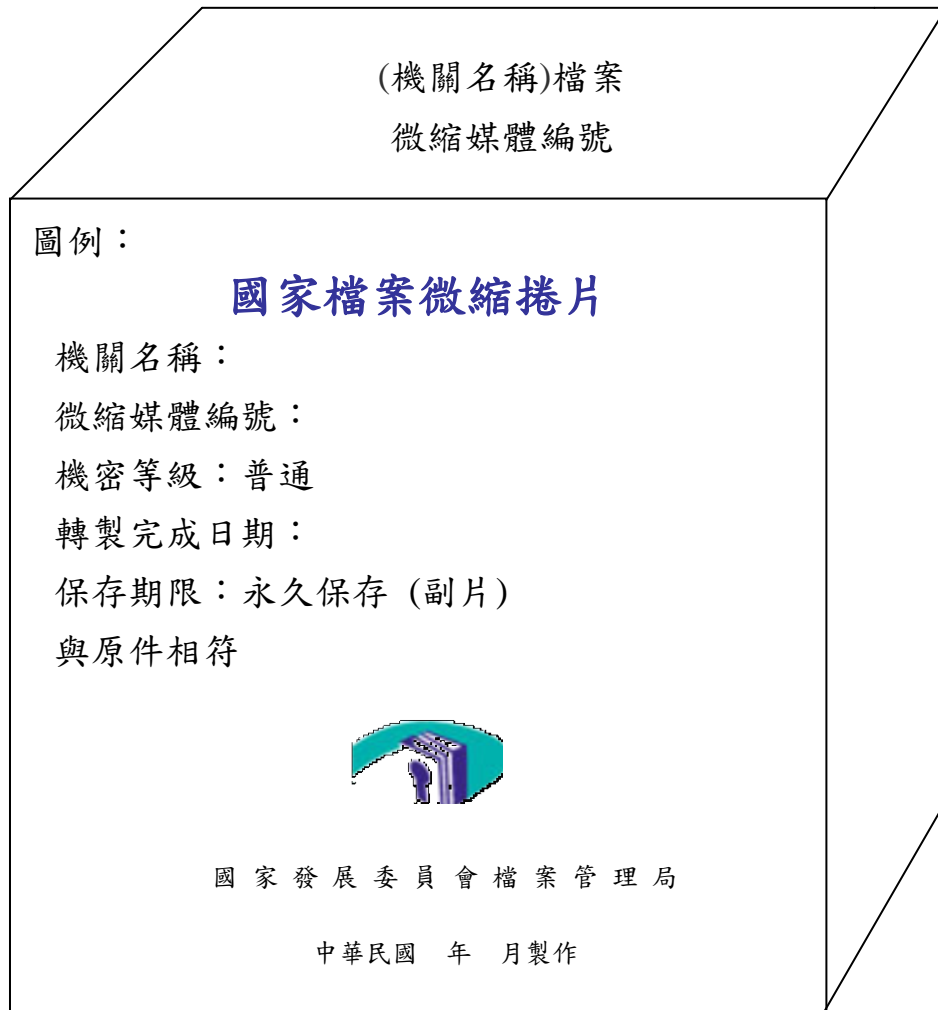 (機關名稱)檔案
微縮媒體編號
圖例：
國家檔案微縮捲片
機關名稱：
微縮媒體編號：
機密等級：普通
轉製完成日期：
保存期限：永久保存 (副片)
與原件相符
國家發展委員會檔案管理局
中華民國　年　月製作